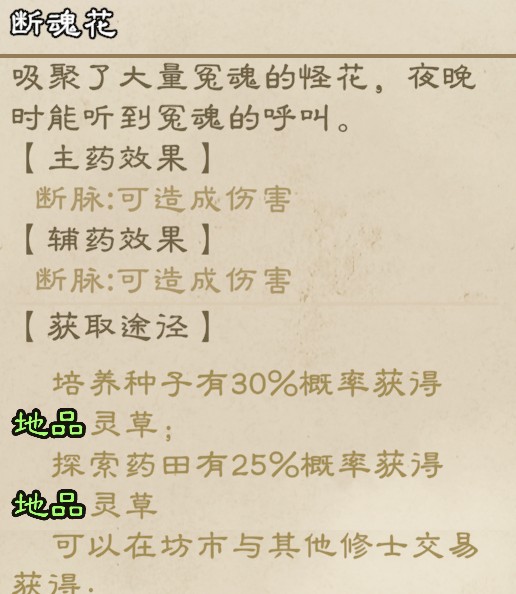 断魂花
吸聚了大量冤魂的怪花，夜晚
时能听到冤魂的呼叫。
【主药效果】
断脉:可造成伤害
【辅药效果】
断脉:可造成伤害
【获取途径】
培养种子有30%概率获得
地品灵草；
探索药田有25%概率获得
地品灵草
可以在坊市与其他修士交易
获得；